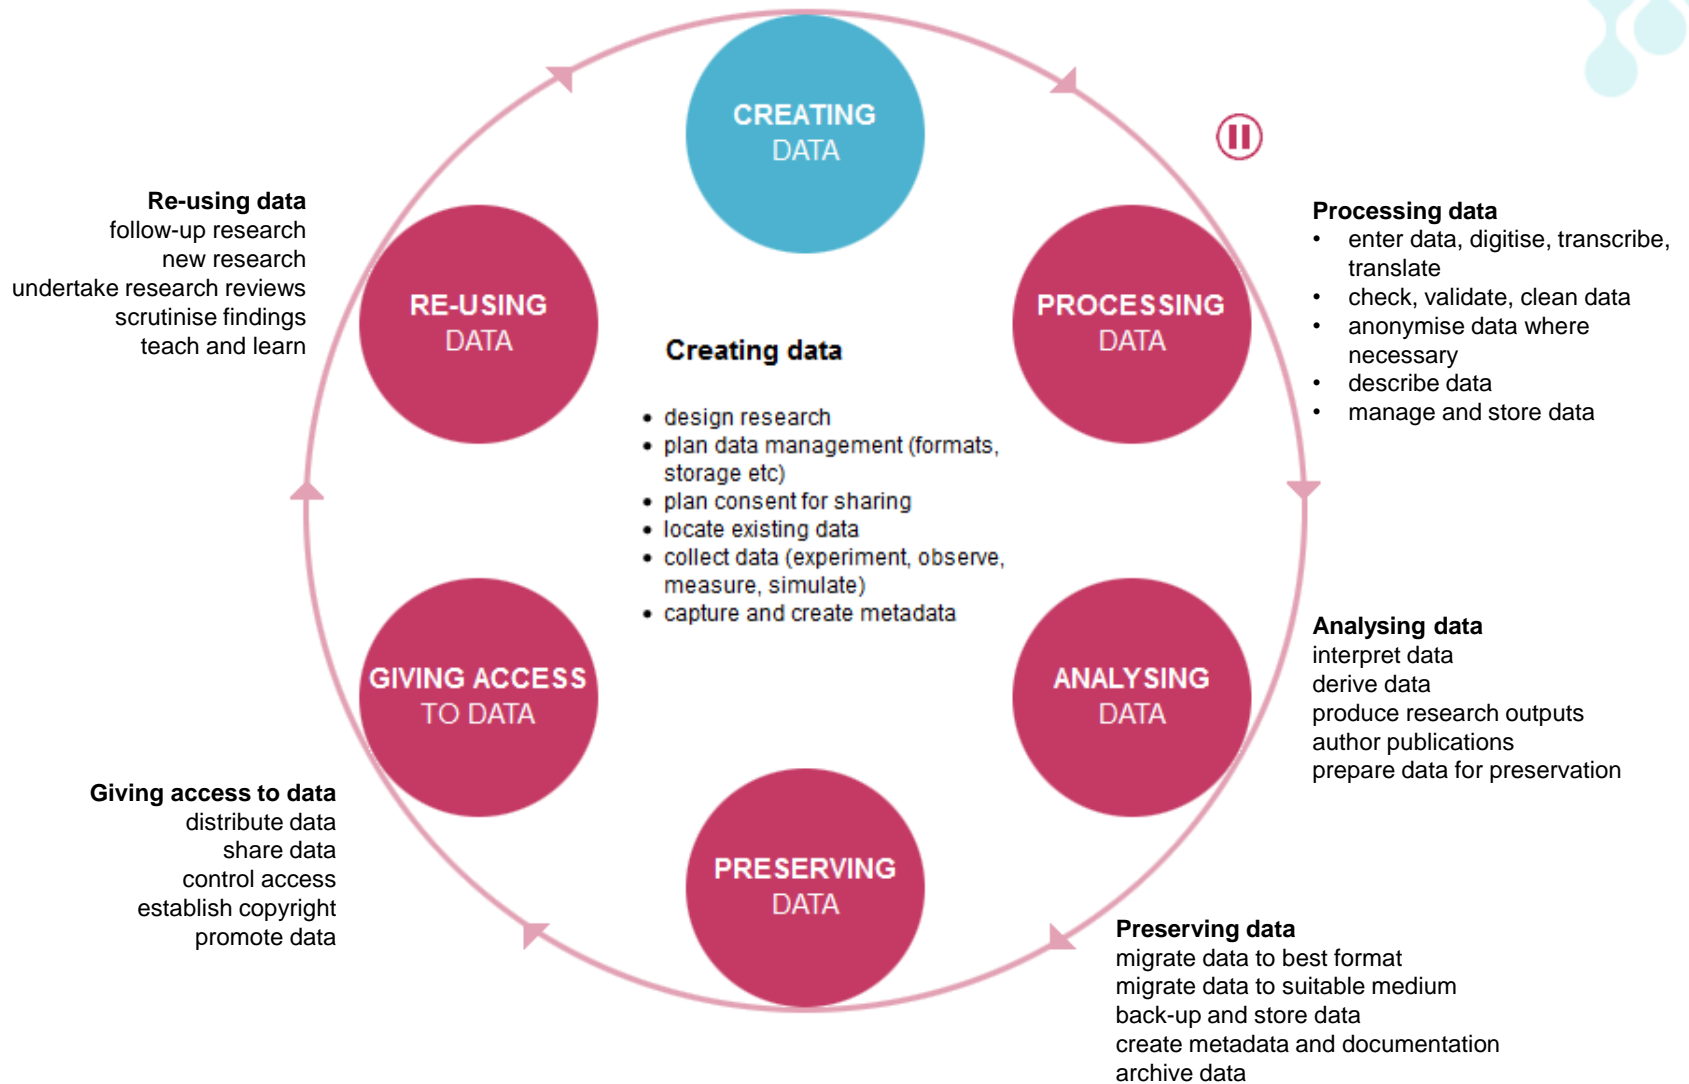 CREATING
DATA
PROCESSING
DATA
ANALYSING
DATA
PRESERVING
DATA
GIVING ACCESS
TO DATA
RE-USING
DATA
Creating data
• design research
• plan data management (formats,
storage etc)
• plan consent for sharing
• locate existing data
• collect data (experiment, observe,
measure, simulate)
• capture and create metadata
Processing data
• enter data, digitise, transcribe,
translate
• check, validate, clean data
• anonymise data where
necessary
• describe data
• manage and store data
Analysing data
interpret data
derive data
produce research outputs
author publications
prepare data for preservation
Preserving data
migrate data to best format
migrate data to suitable medium
back-up and store data
create metadata and documentation
archive data
Giving access to data
distribute data
share data
control access
establish copyright
promote data
Re-using data
follow-up research
new research
undertake research reviews
scrutinise findings
teach and learn